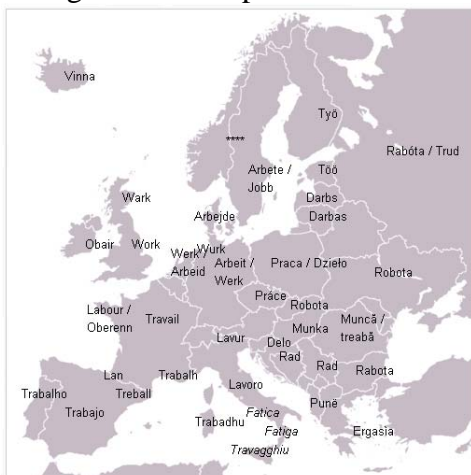 Vinna
Työ
****
Rabóta / Trud
Arbete /
Jobb
Töö
Wark
Darbs
Arbejde
Darbas
Obair
Work
Wurk
Werk /
Arbeid
Arbeit /
Werk
Praca / Dzieło
Robota
Práce
Robota
Labour /
Oberenn
Travail
Muncă /
treabă
Munka
Lavur
Delo
Rad
Rad
Rabota
Lan
Trabalh
Lavoro
Trabalho
Treball
Punë
Trabajo
Trabadhu
Fatica
Fatiga
Ergasia
Travagghiu